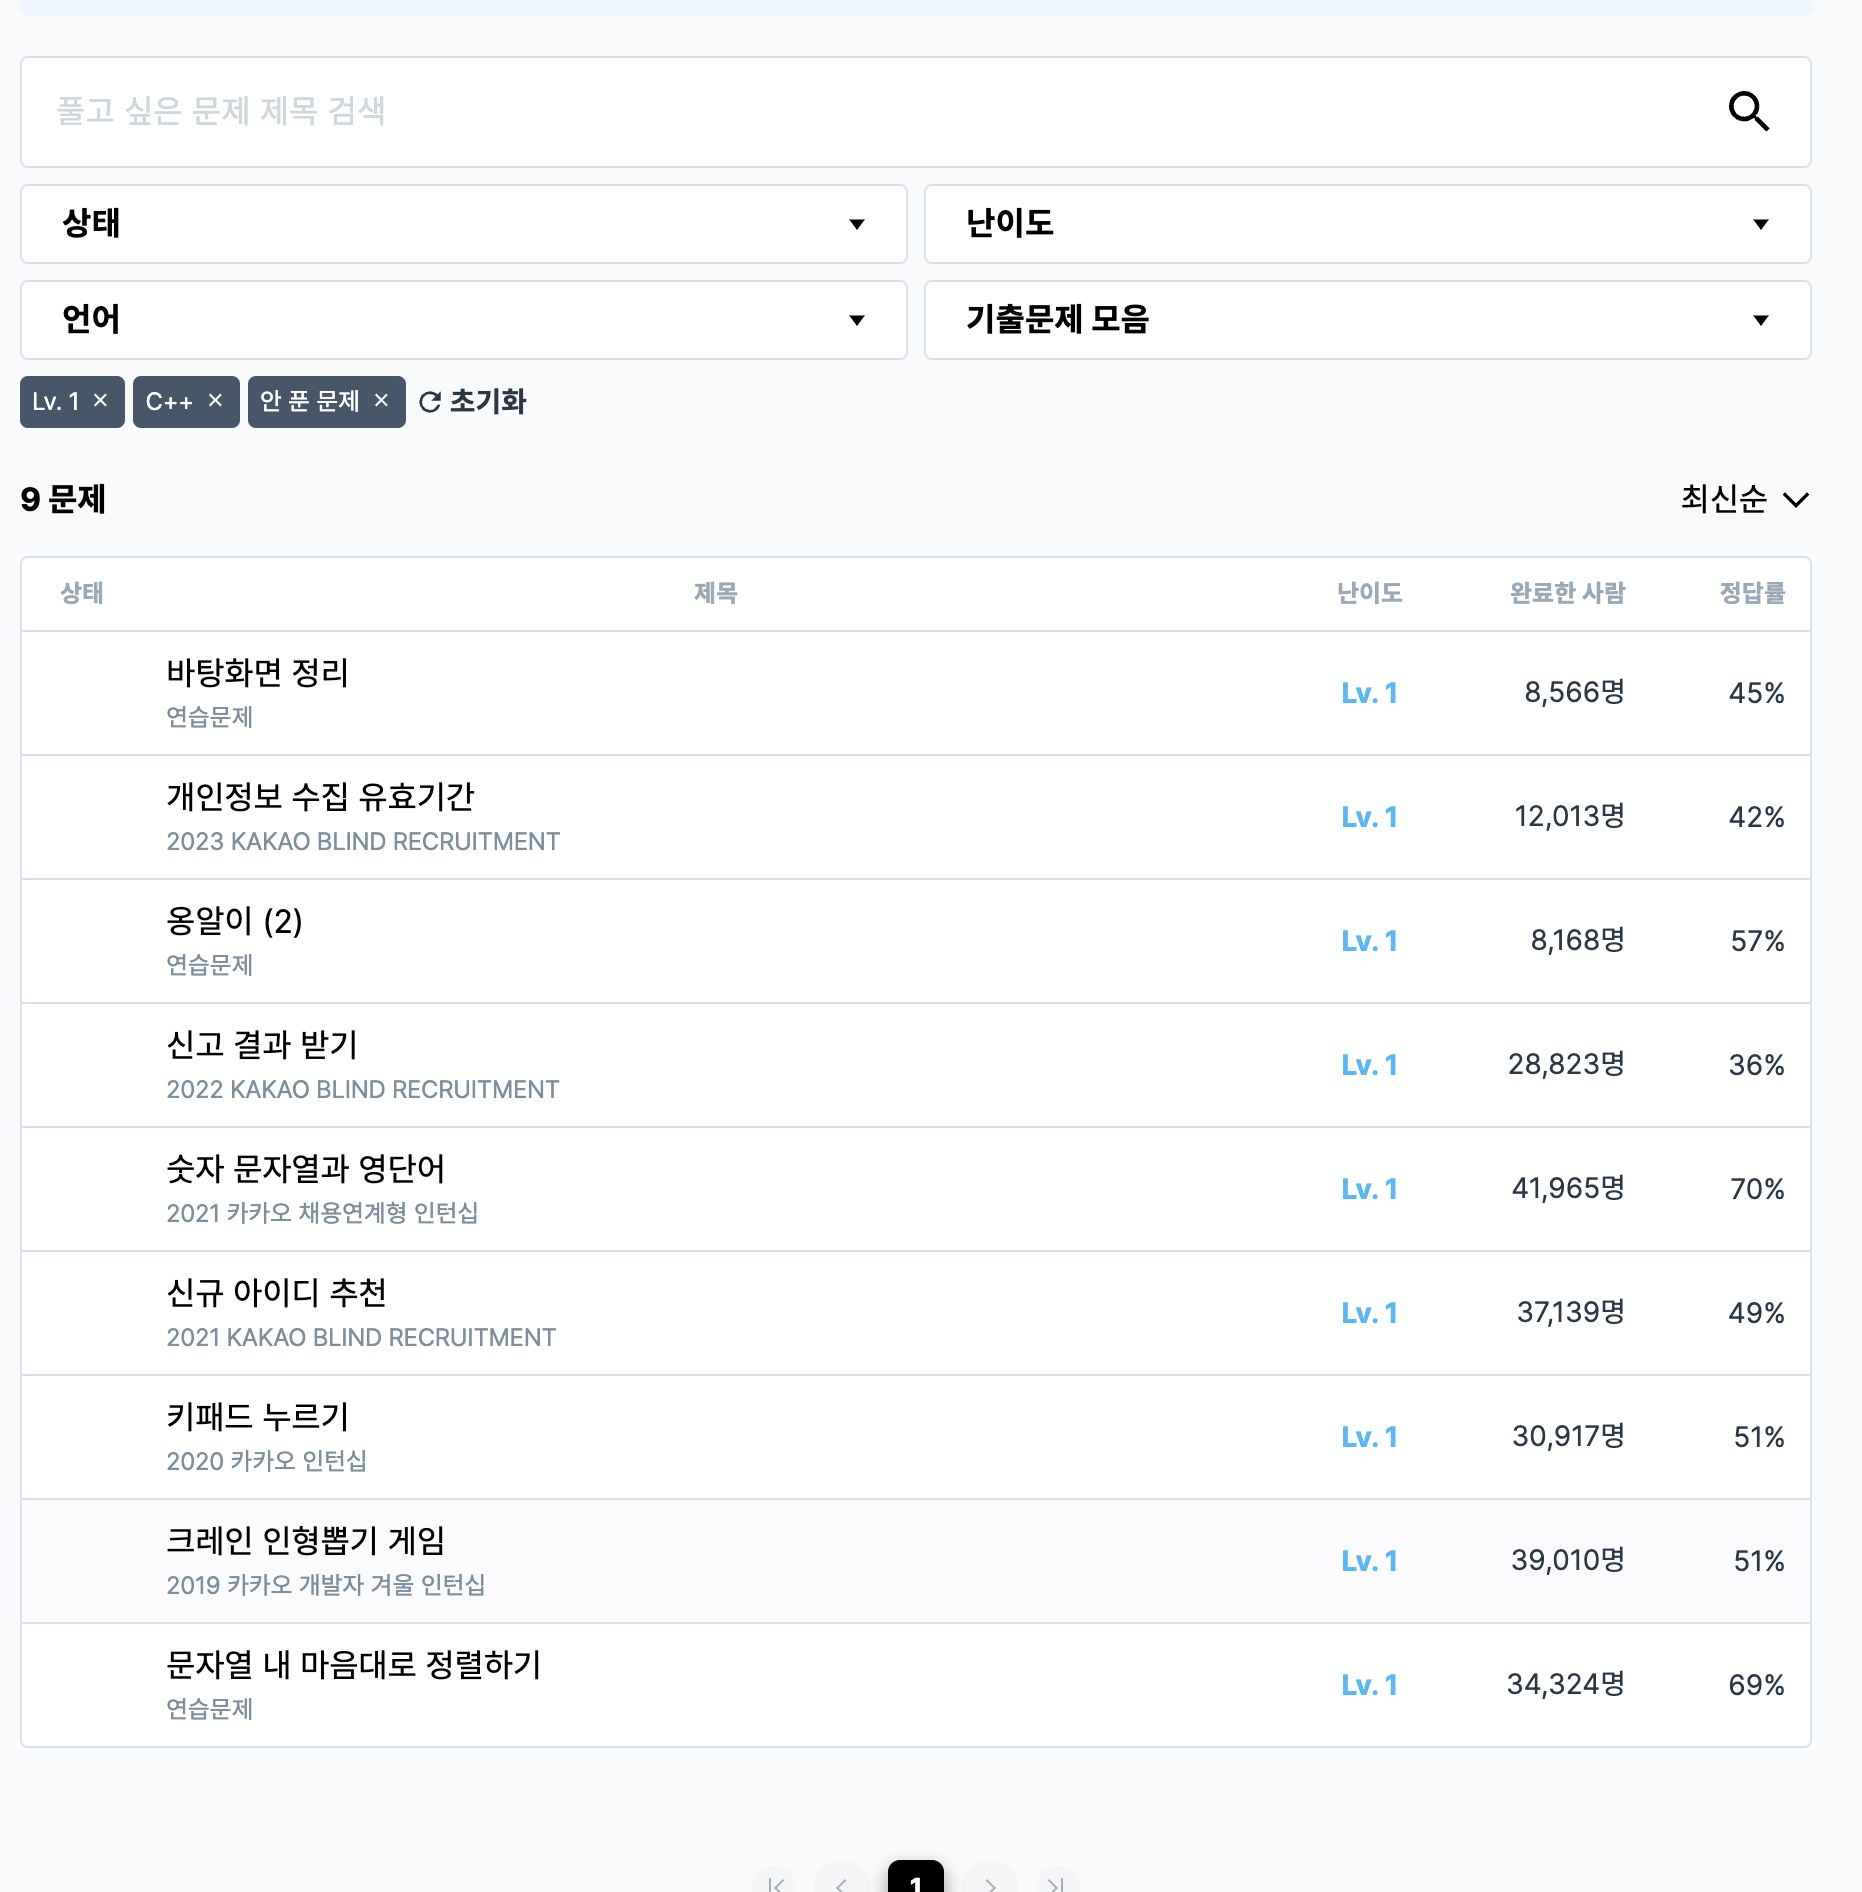 풀고 싶은 문제 제목 검색
상태
난이도
언어
기출문제 모음
Lv. 1 × C++ × 안 푼 문제 × 초기화
9 문제
최신순
상태 제목 난이도 완료한 사람 정답률
바탕화면 정리
연습문제
Lv. 1 8,566명 45%
개인정보 수집 유효기간
2023 KAKAO BLIND RECRUITMENT
Lv. 1 12,013명 42%
옹알이 (2)
연습문제
Lv. 1 8,168명 57%
신고 결과 받기
2022 KAKAO BLIND RECRUITMENT
Lv. 1 28,823명 36%
숫자 문자열과 영단어
2021 카카오 채용연계형 인턴십
Lv. 1 41,965명 70%
신규 아이디 추천
2021 KAKAO BLIND RECRUITMENT
Lv. 1 37,139명 49%
키패드 누르기
2020 카카오 인턴십
Lv. 1 30,917명 51%
크레인 인형뽑기 게임
2019 카카오 개발자 겨울 인턴십
Lv. 1 39,010명 51%
문자열 내 마음대로 정렬하기
연습문제
Lv. 1 34,324명 69%
1